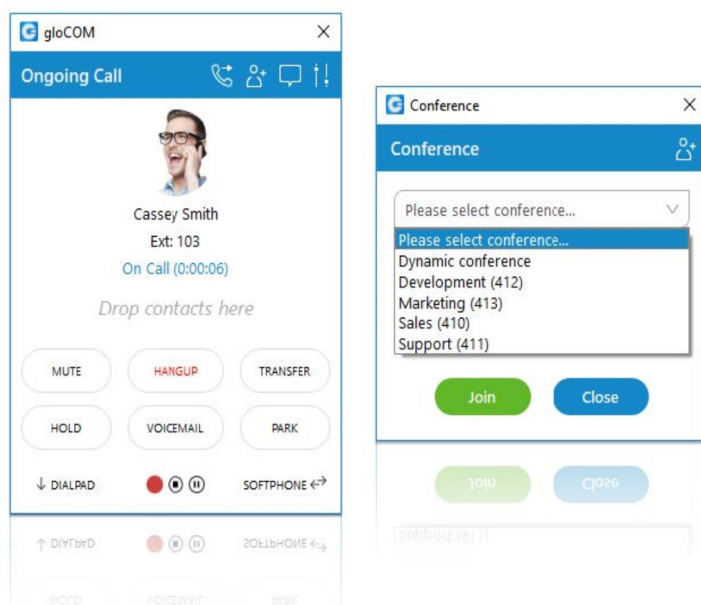 gloCOM
Ongoing Call
Cassey Smith
Ext: 103
On Call (0:00:06)
Drop contacts here
MUTE
HANGUP
TRANSFER
HOLD
VOICEMAIL
PARK
DIALPAD
SOFTPHONE
Conference
Conference
Please select conference...
Please select conference...
Dynamic conference
Development (412)
Marketing (413)
Sales (410)
Support (411)
Join
Close